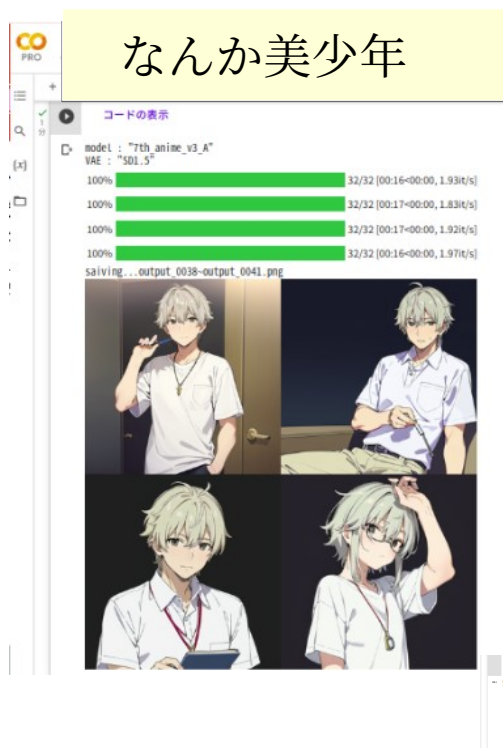 なんか美少年
CO
PRO
コードの表示
model : "7th_anime_v3_A"
VAE : "SD1.5"
100% 32/32 [00:16<00:00, 1.93it/s]
100% 32/32 [00:17<00:00, 1.83it/s]
100% 32/32 [00:17<00:00, 1.92it/s]
100% 32/32 [00:16<00:00, 1.97it/s]
saiving...output_0038~output_0041.png